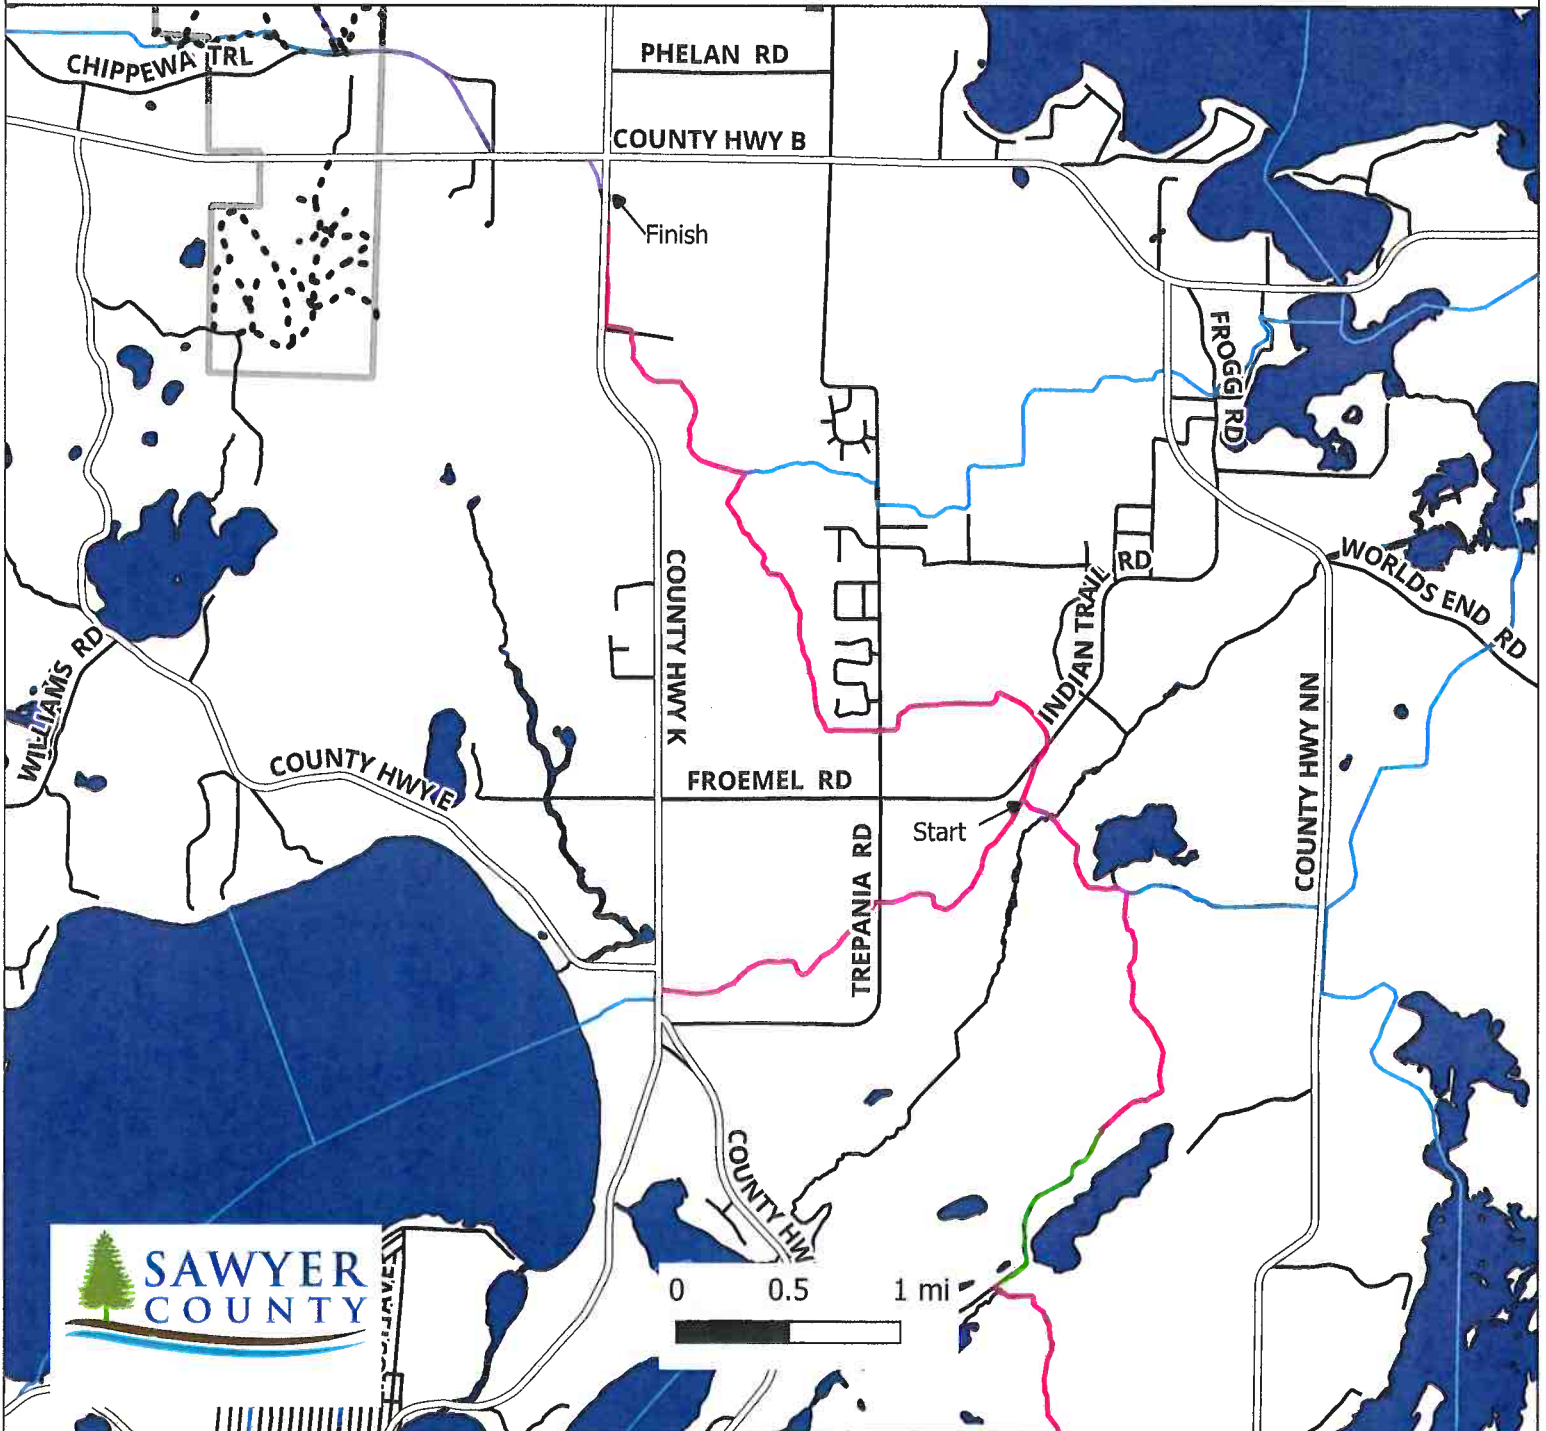 PHELAN RD
CHIPPEWA TRL
COUNTY HWY B
Finish
FROGG RD
WORLDS END RD
INDIAN TRAIL RD
COUNTY HWY K
WILLIAMS RD
COUNTY HWY NN
COUNTY HWY E
FROEMEL RD
Start
TREPANIA RD
COUNTY HW
SAWYER
COUNTY
0 0.5 1 mi